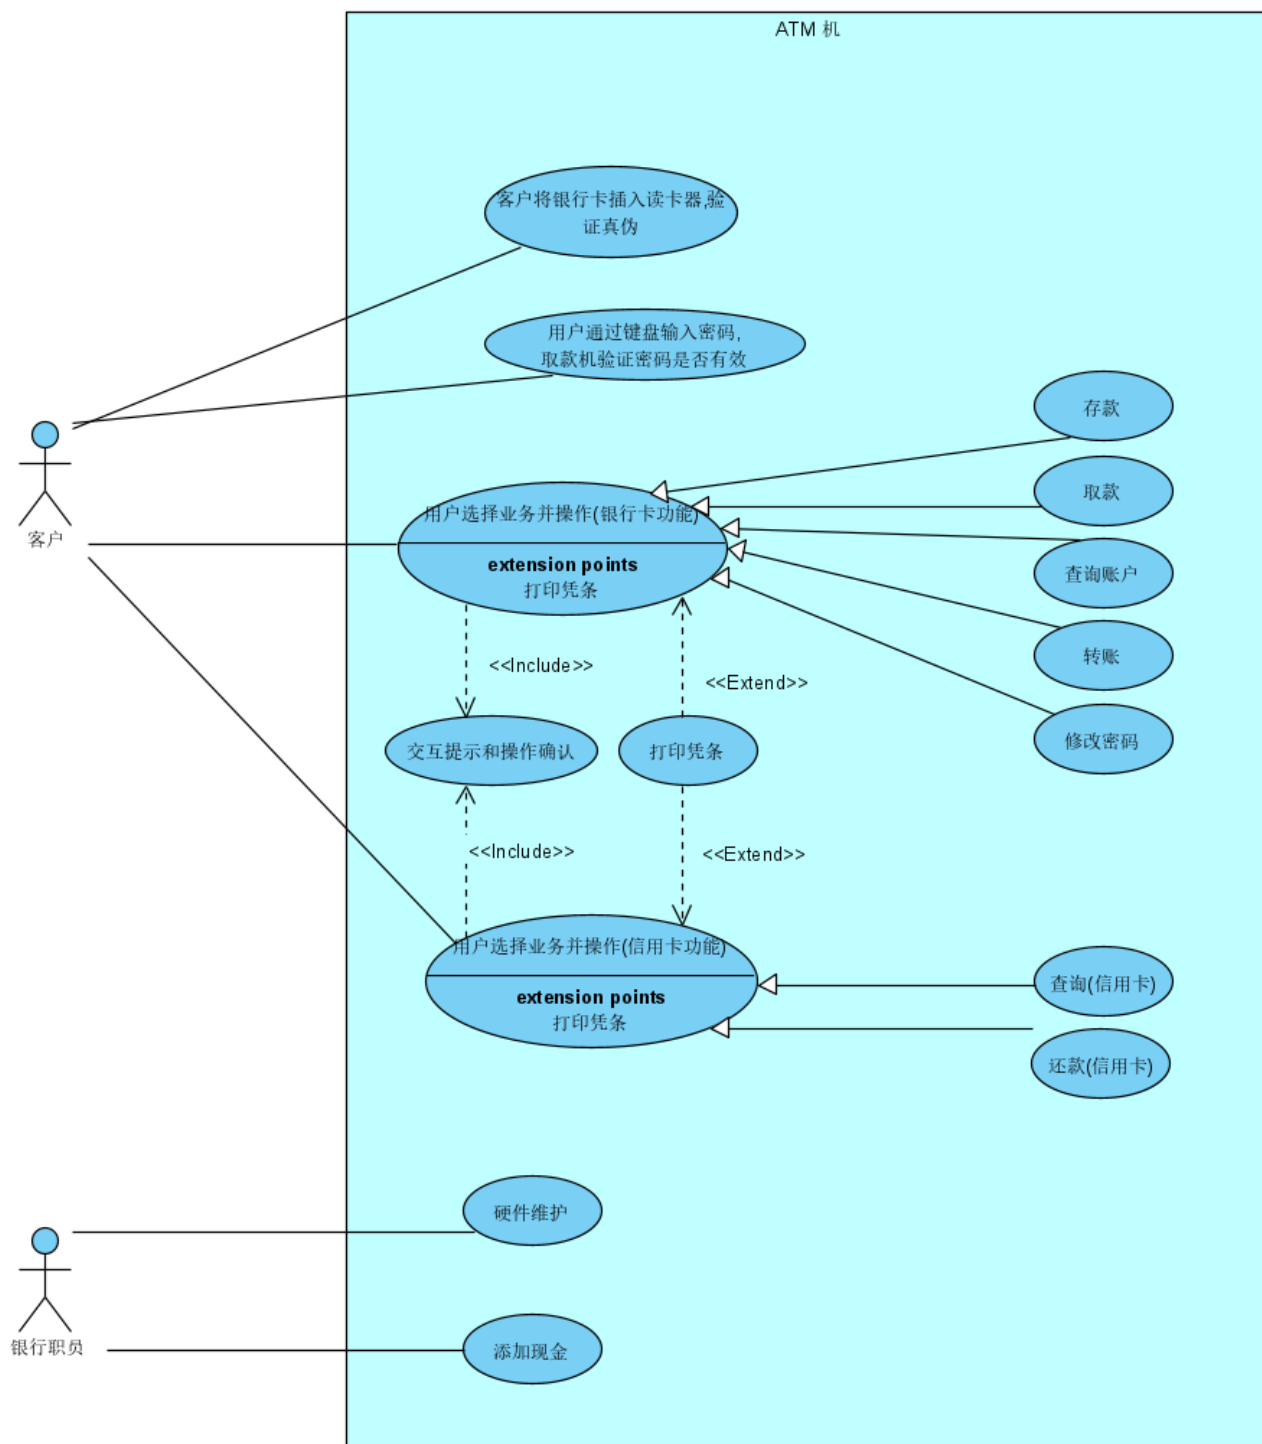 ATM 机
客户将银行卡插入读卡器,验
证真伪
用户通过键盘输入密码,
取款机验证密码是否有效
存款
取款
客户
用户选择业务并操作(银行卡功能)
extension points
打印凭条
查询账户
转账
<<Include>>
<<Extend>>
修改密码
交互提示和操作确认
打印凭条
<<Include>>
<<Extend>>
用户选择业务并操作(信用卡功能)
extension points
打印凭条
查询(信用卡)
还款(信用卡)
硬件维护
银行职员
添加现金